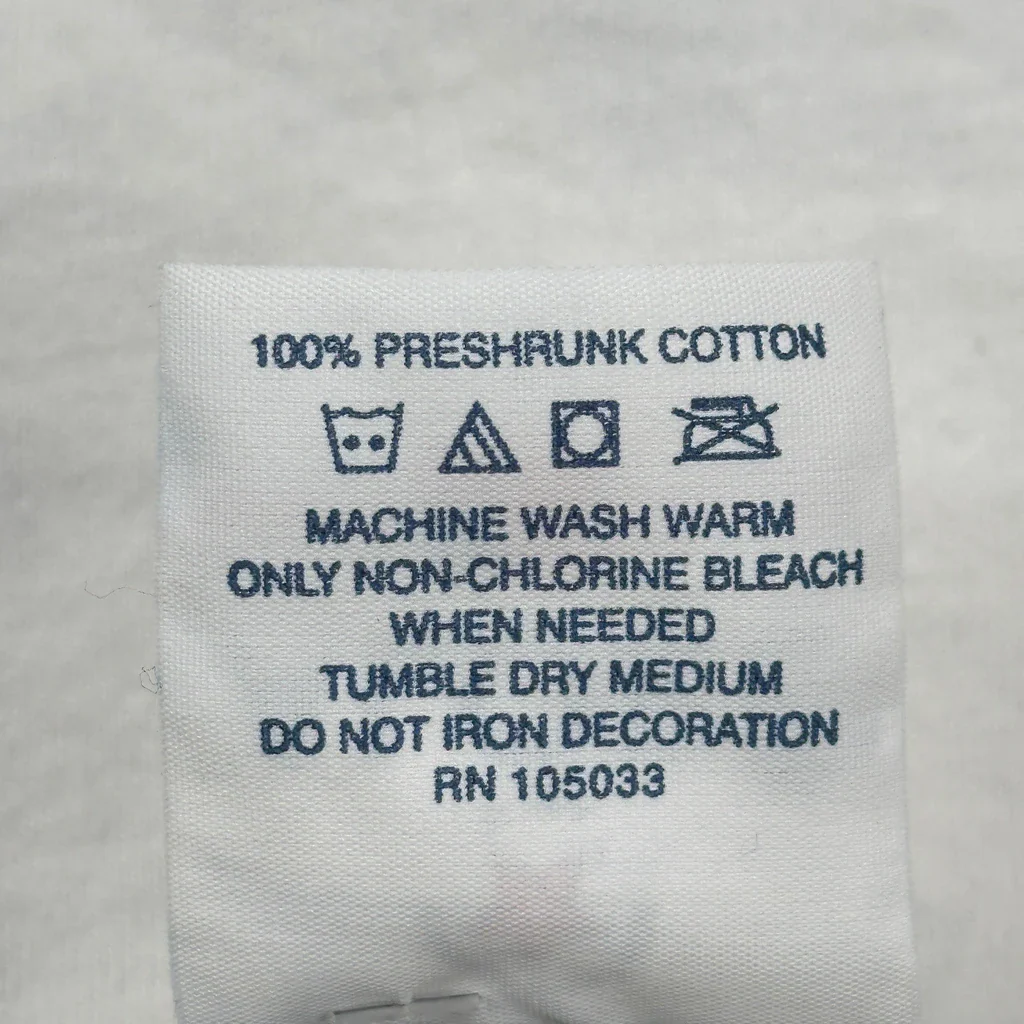 100% PRESHRUNK COTTON
MACHINE WASH WARM
ONLY NON-CHLORINE BLEACH
WHEN NEEDED
TUMBLE DRY MEDIUM
DO NOT IRON DECORATION
RN 105033